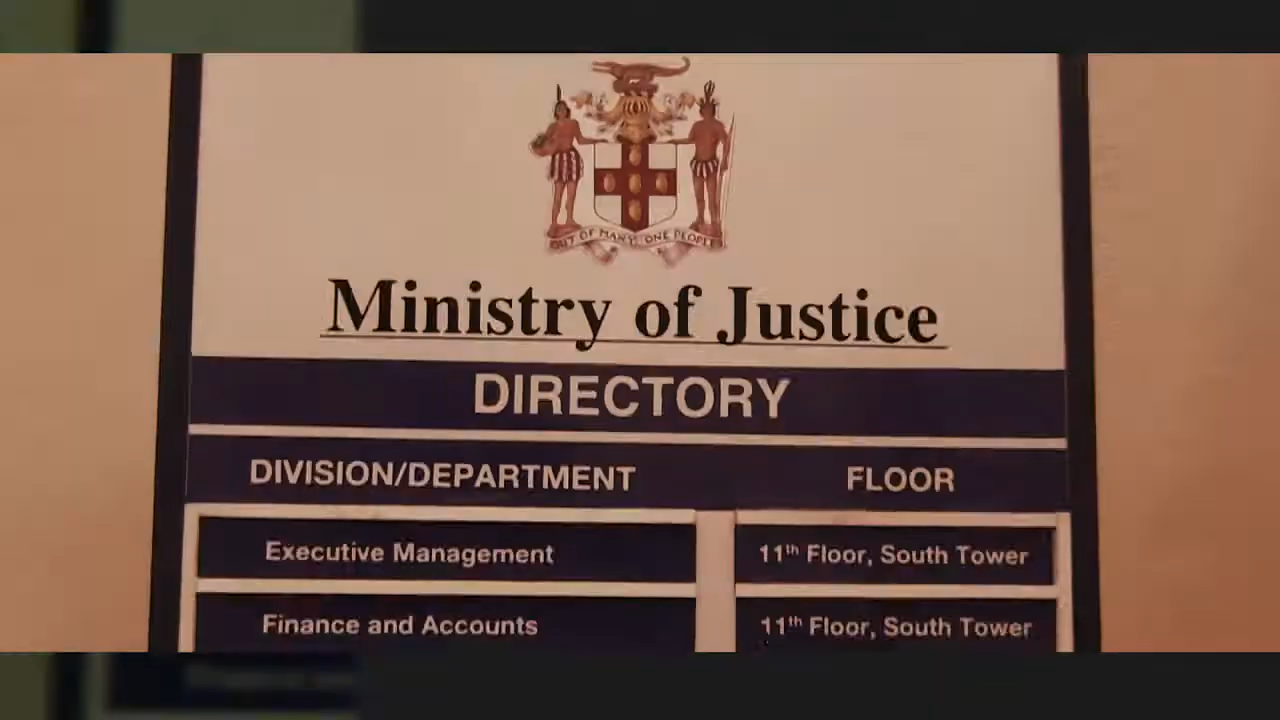 OUT OF MANY, ONE PEOPLE
Ministry of Justice
DIRECTORY
DIVISION/DEPARTMENT FLOOR
Executive Management 11th Floor, South Tower
Finance and Accounts 11th Floor, South Tower